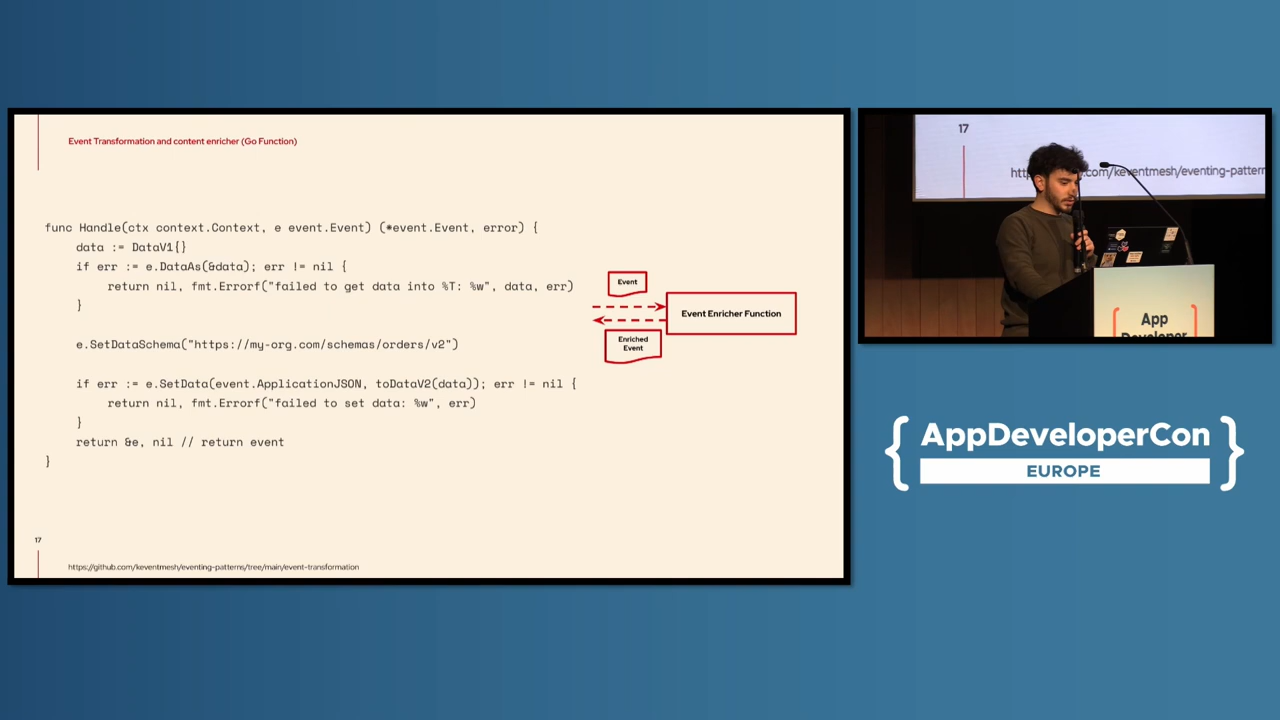 Event Transformation and content enricher (Go Function)
func Handle(ctx context.Context, e event.Event) (*event.Event, error) {
data := DataV1{}
if err := e.DataAs(&data); err != nil {
return nil, fmt.Errorf("failed to get data into %T: %w", data, err)
}
e.SetDataSchema("https://my-org.com/schemas/orders/v2")
if err := e.SetData(event.ApplicationJSON, toDataV2(data)); err != nil {
return nil, fmt.Errorf("failed to set data: %w", err)
}
return &e, nil // return event
}
Event
Event Enricher Function
Enriched
Event
17
https://github.com/keventmesh/eventing-patterns/tree/main/event-transformation
17
.com/keventmesh/eventing-pattern
App
Developer
{ AppDeveloperCon }
EUROPE